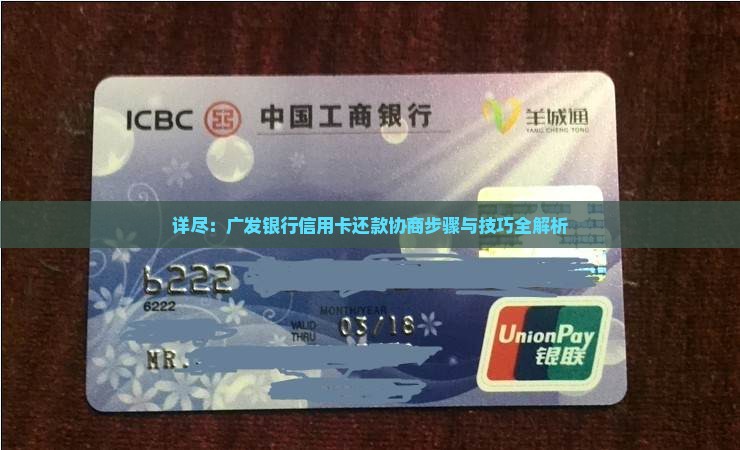 ICBC 中国工商银行 羊城通
YANG CHENG TONG
详尽：广发银行信用卡还款协商步骤与技巧全解析
6222
6222
MONTH/YEAR
VALID THRU 03/18
MR.
UnionPay
银联